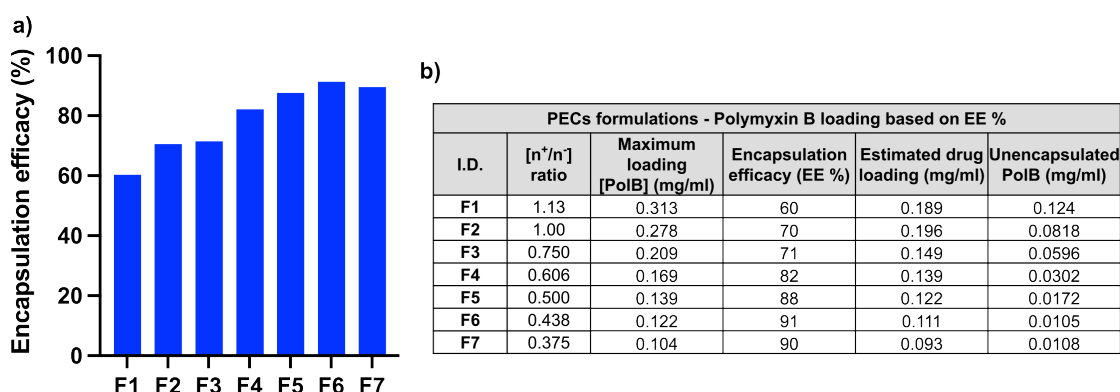 a)
Encapsulation efficacy (%)
100
80
60
40
20
0
F1 F2 F3 F4 F5 F6 F7
b)
PECs formulations - Polymyxin B loading based on EE %
I.D. [n⁺/n⁻] ratio Maximum loading [PolB] (mg/ml) Encapsulation efficacy (EE %) Estimated drug loading (mg/ml) Unencapsulated PolB (mg/ml)
F1 1.13 0.313 60 0.189 0.124
F2 1.00 0.278 70 0.196 0.0818
F3 0.750 0.209 71 0.149 0.0596
F4 0.606 0.169 82 0.139 0.0302
F5 0.500 0.139 88 0.122 0.0172
F6 0.438 0.122 91 0.111 0.0105
F7 0.375 0.104 90 0.093 0.0108